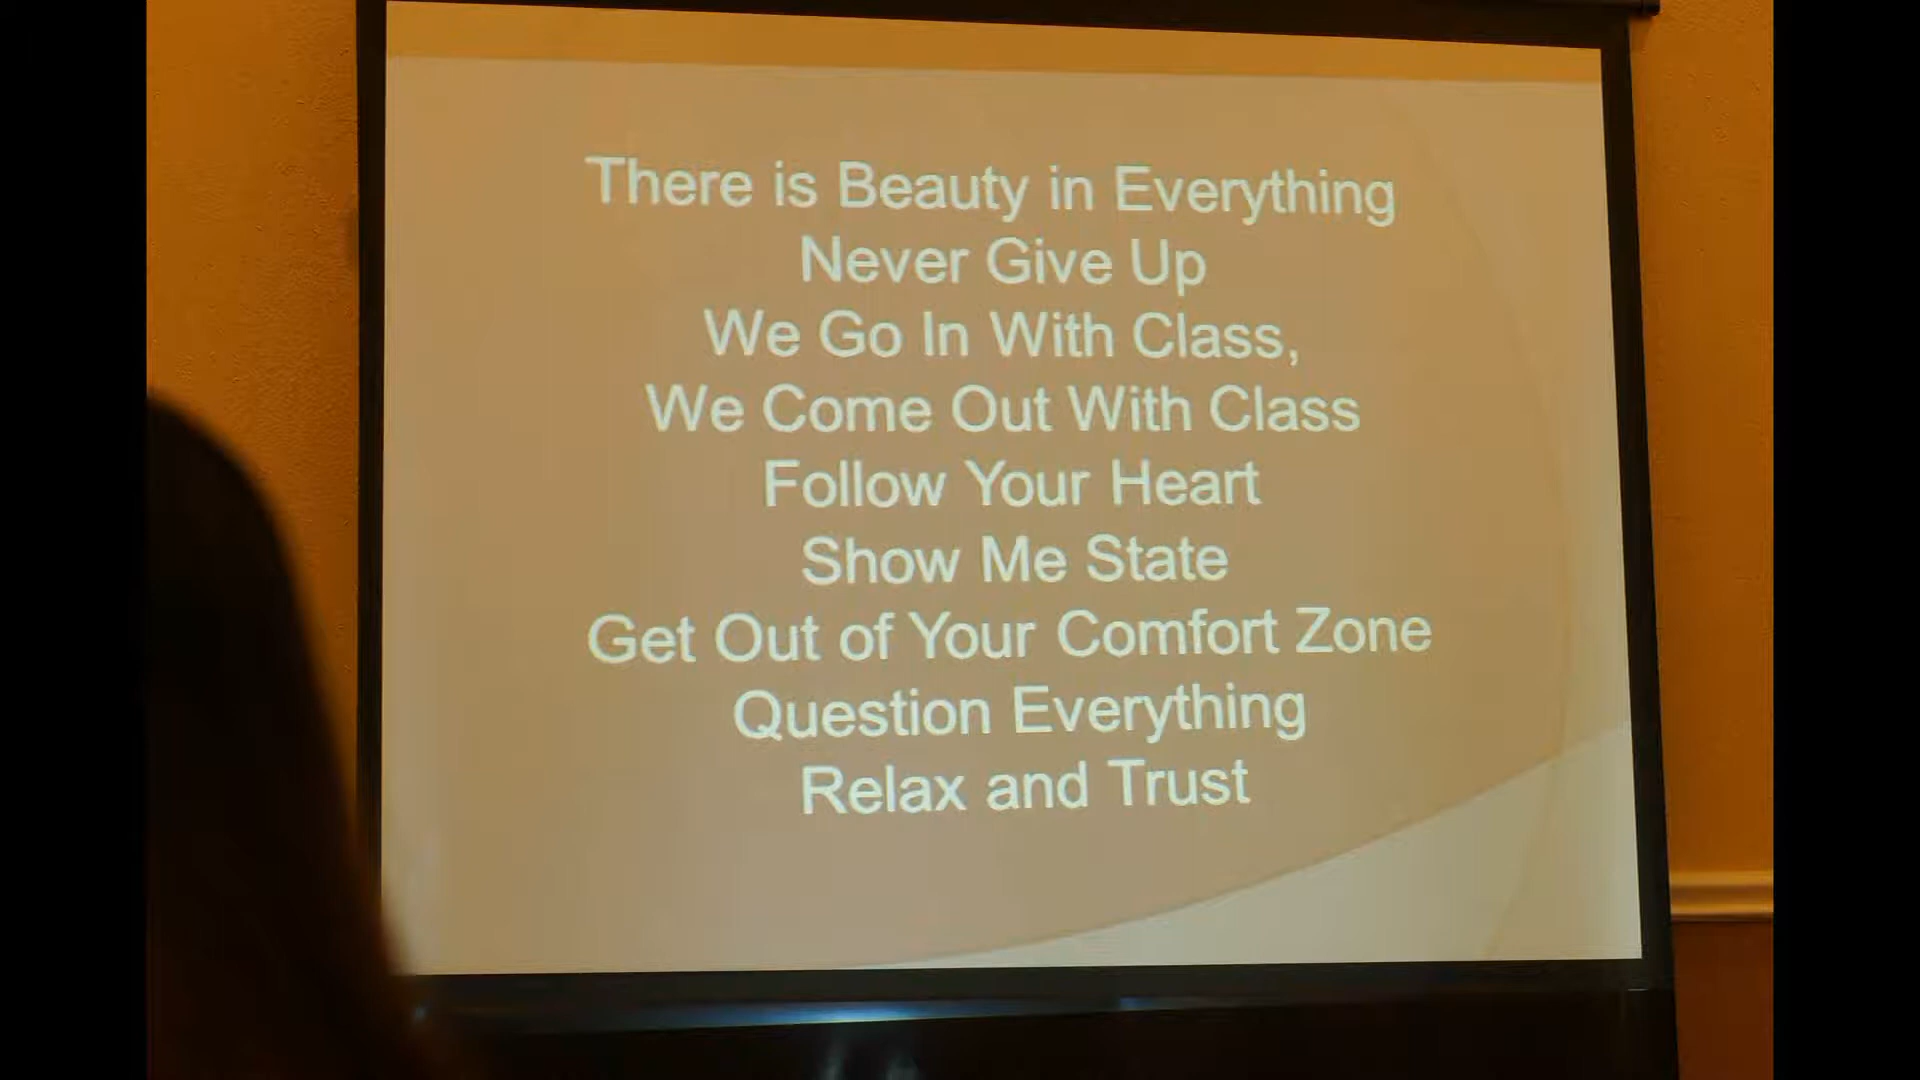 There is Beauty in Everything
Never Give Up
We Go In With Class,
We Come Out With Class
Follow Your Heart
Show Me State
Get Out of Your Comfort Zone
Question Everything
Relax and Trust